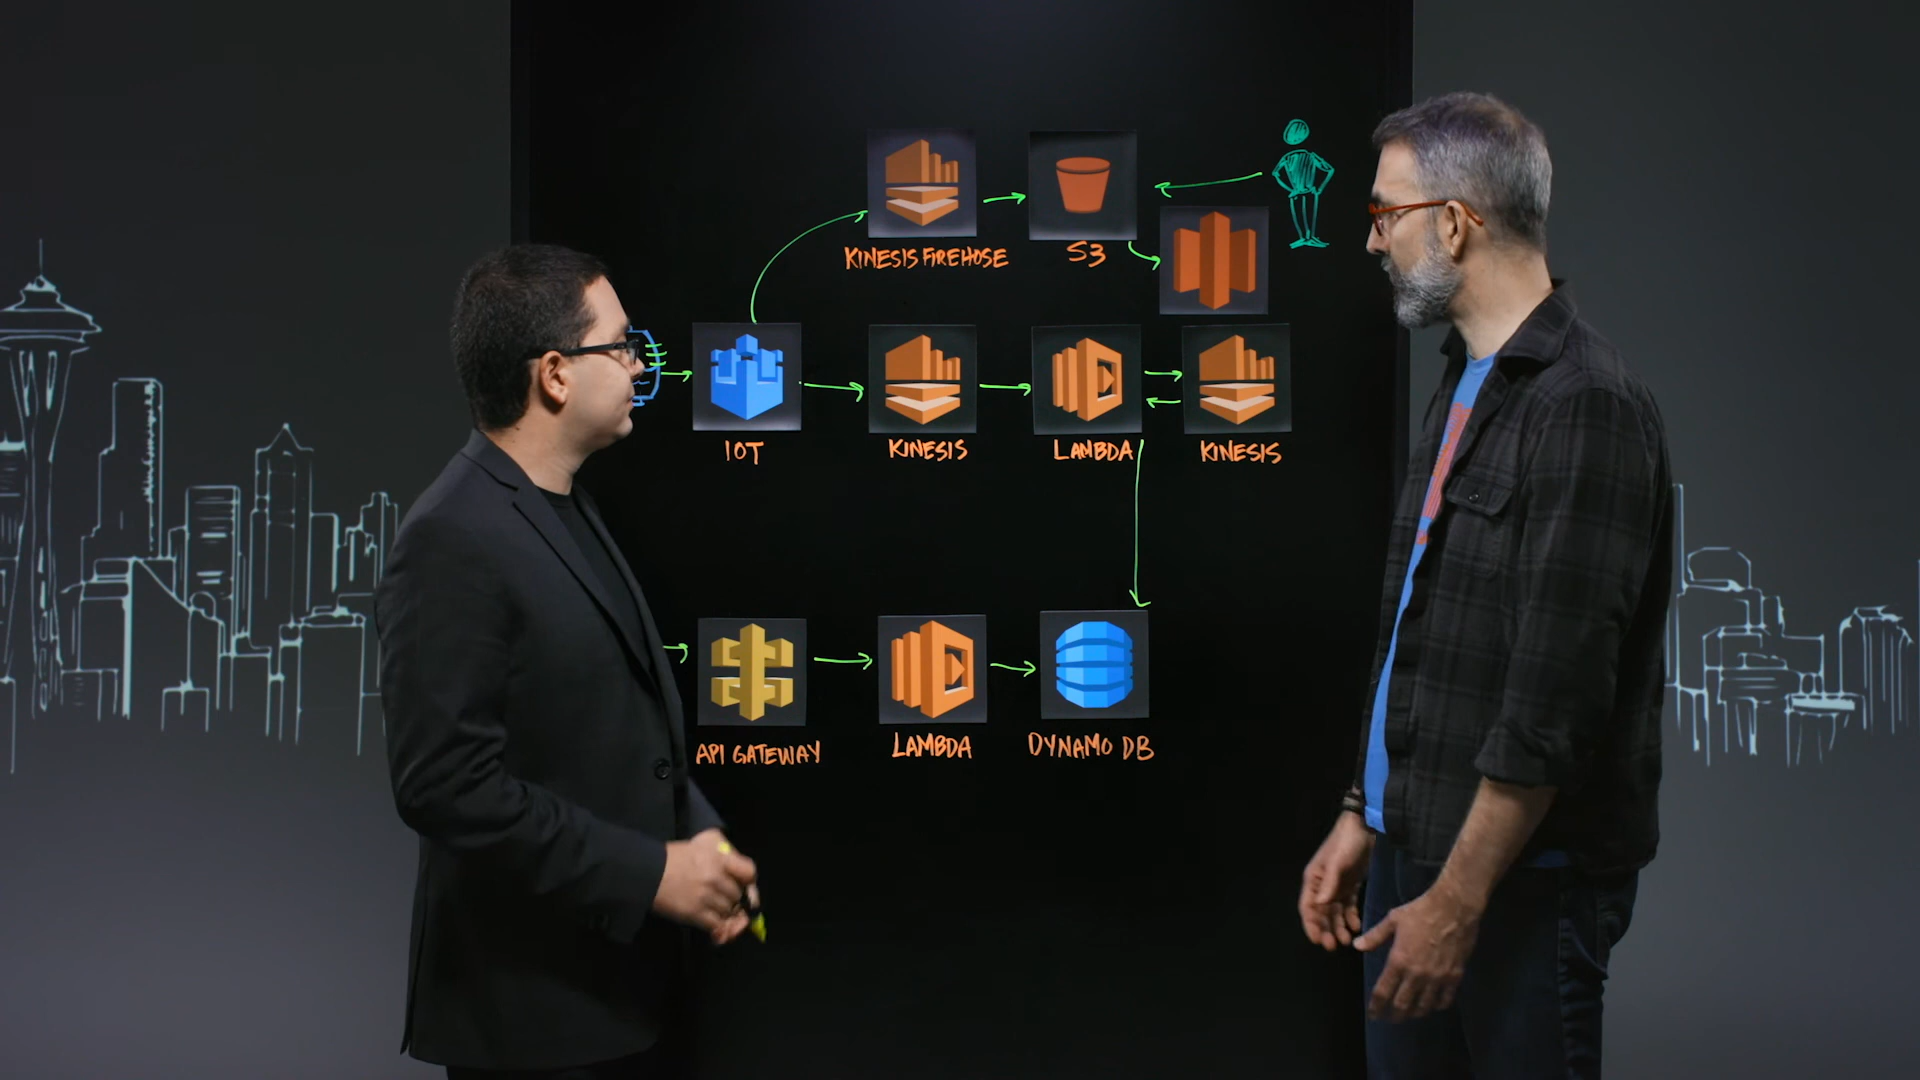 KINESIS FIREHOSE
S3
IOT
KINESIS
LAMBDA
KINESIS
API GATEWAY
LAMBDA
DYNAMO DB